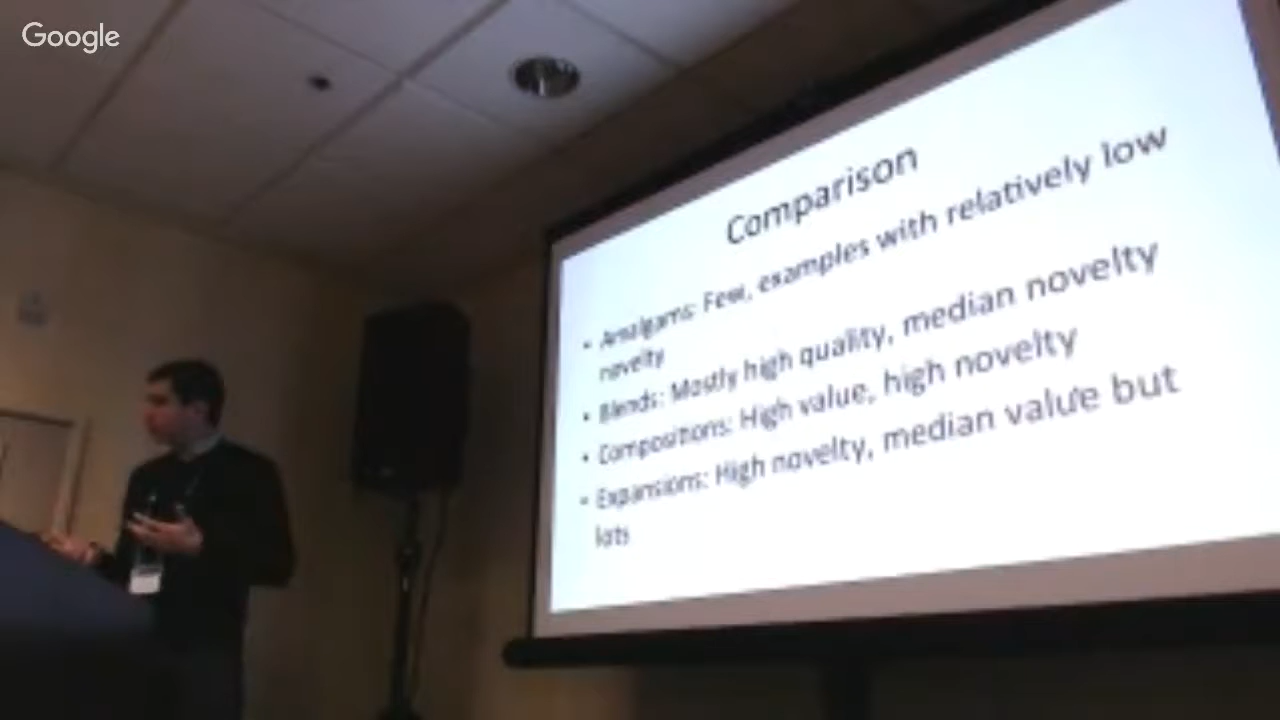 Google
Comparison
• Amalgams: Few, examples with relatively low
novelty
• Blends: Mostly high quality, median novelty
• Compositions: High value, high novelty
• Expansions: High novelty, median value but
lots